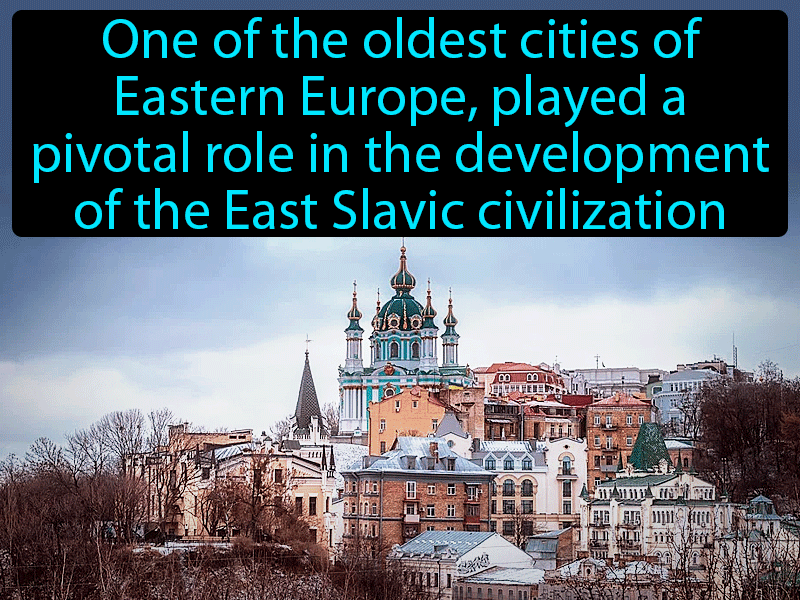 One of the oldest cities of
Eastern Europe, played a
pivotal role in the development
of the East Slavic civilization